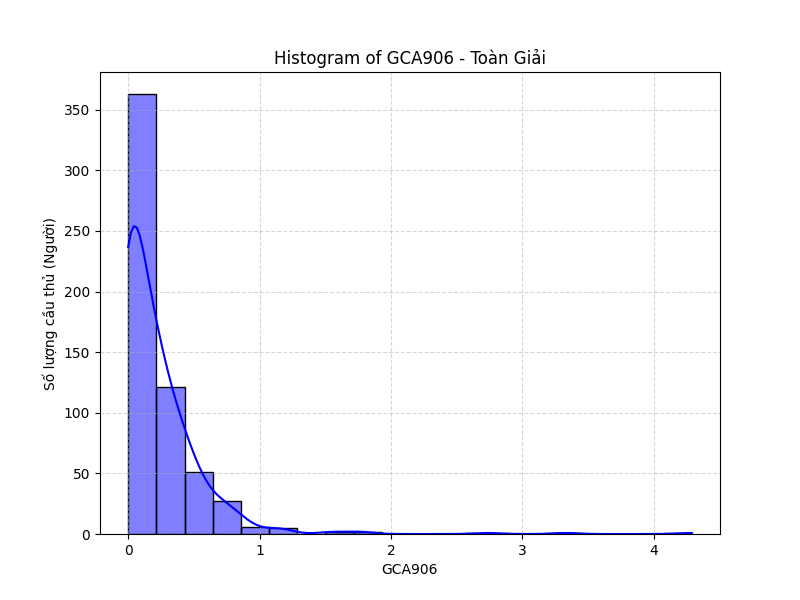 Histogram of GCA906 - Toàn Giải
Số lượng cầu thủ (Người)
350
300
250
200
150
100
50
0
0 1 2 3 4
GCA906